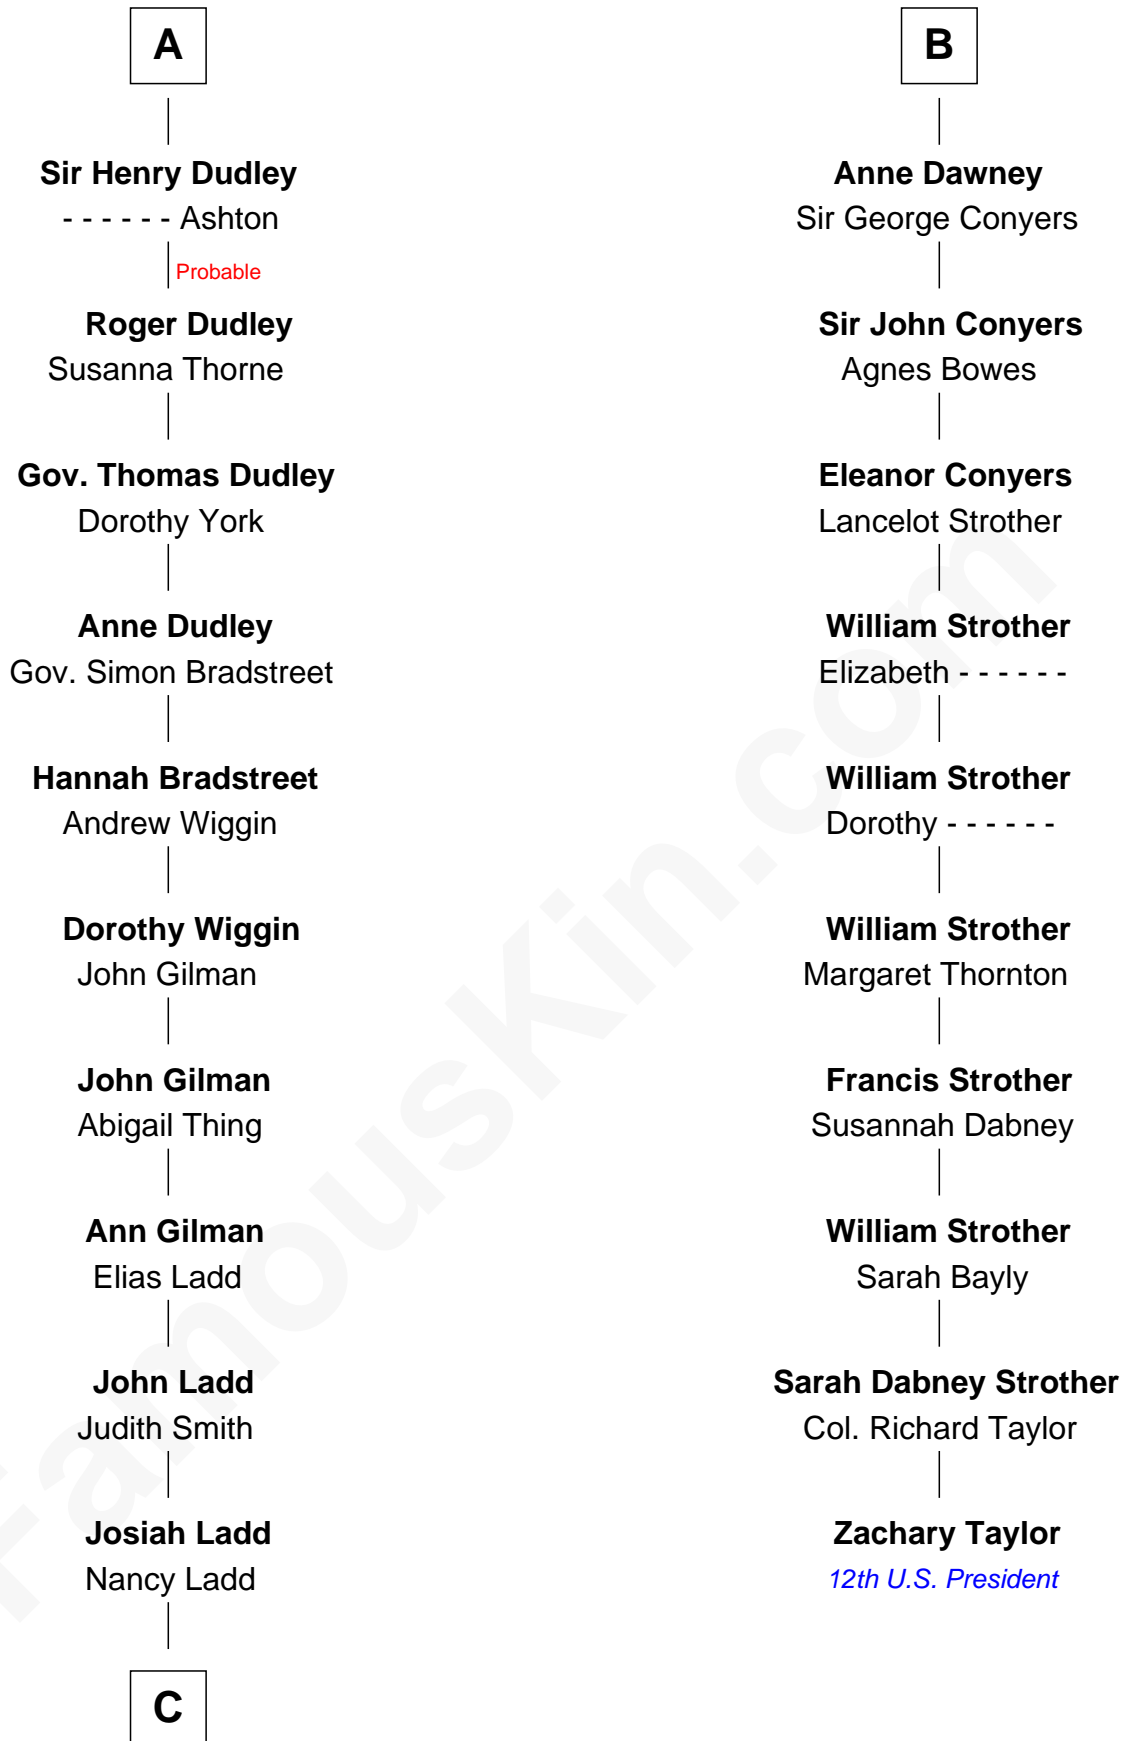 A
Sir Henry Dudley
- - - - - - Ashton
Probable
Roger Dudley
Susanna Thorne
Gov. Thomas Dudley
Dorothy York
Anne Dudley
Gov. Simon Bradstreet
Hannah Bradstreet
Andrew Wiggin
Dorothy Wiggin
John Gilman
John Gilman
Abigail Thing
Ann Gilman
Elias Ladd
John Ladd
Judith Smith
Josiah Ladd
Nancy Ladd
C
B
Anne Dawney
Sir George Conyers
Sir John Conyers
Agnes Bowes
Eleanor Conyers
Lancelot Strother
William Strother
Elizabeth - - - - - -
William Strother
Dorothy - - - - - -
William Strother
Margaret Thornton
Francis Strother
Susannah Dabney
William Strother
Sarah Bayly
Sarah Dabney Strother
Col. Richard Taylor
Zachary Taylor
12th U.S. President
FamousKin.com